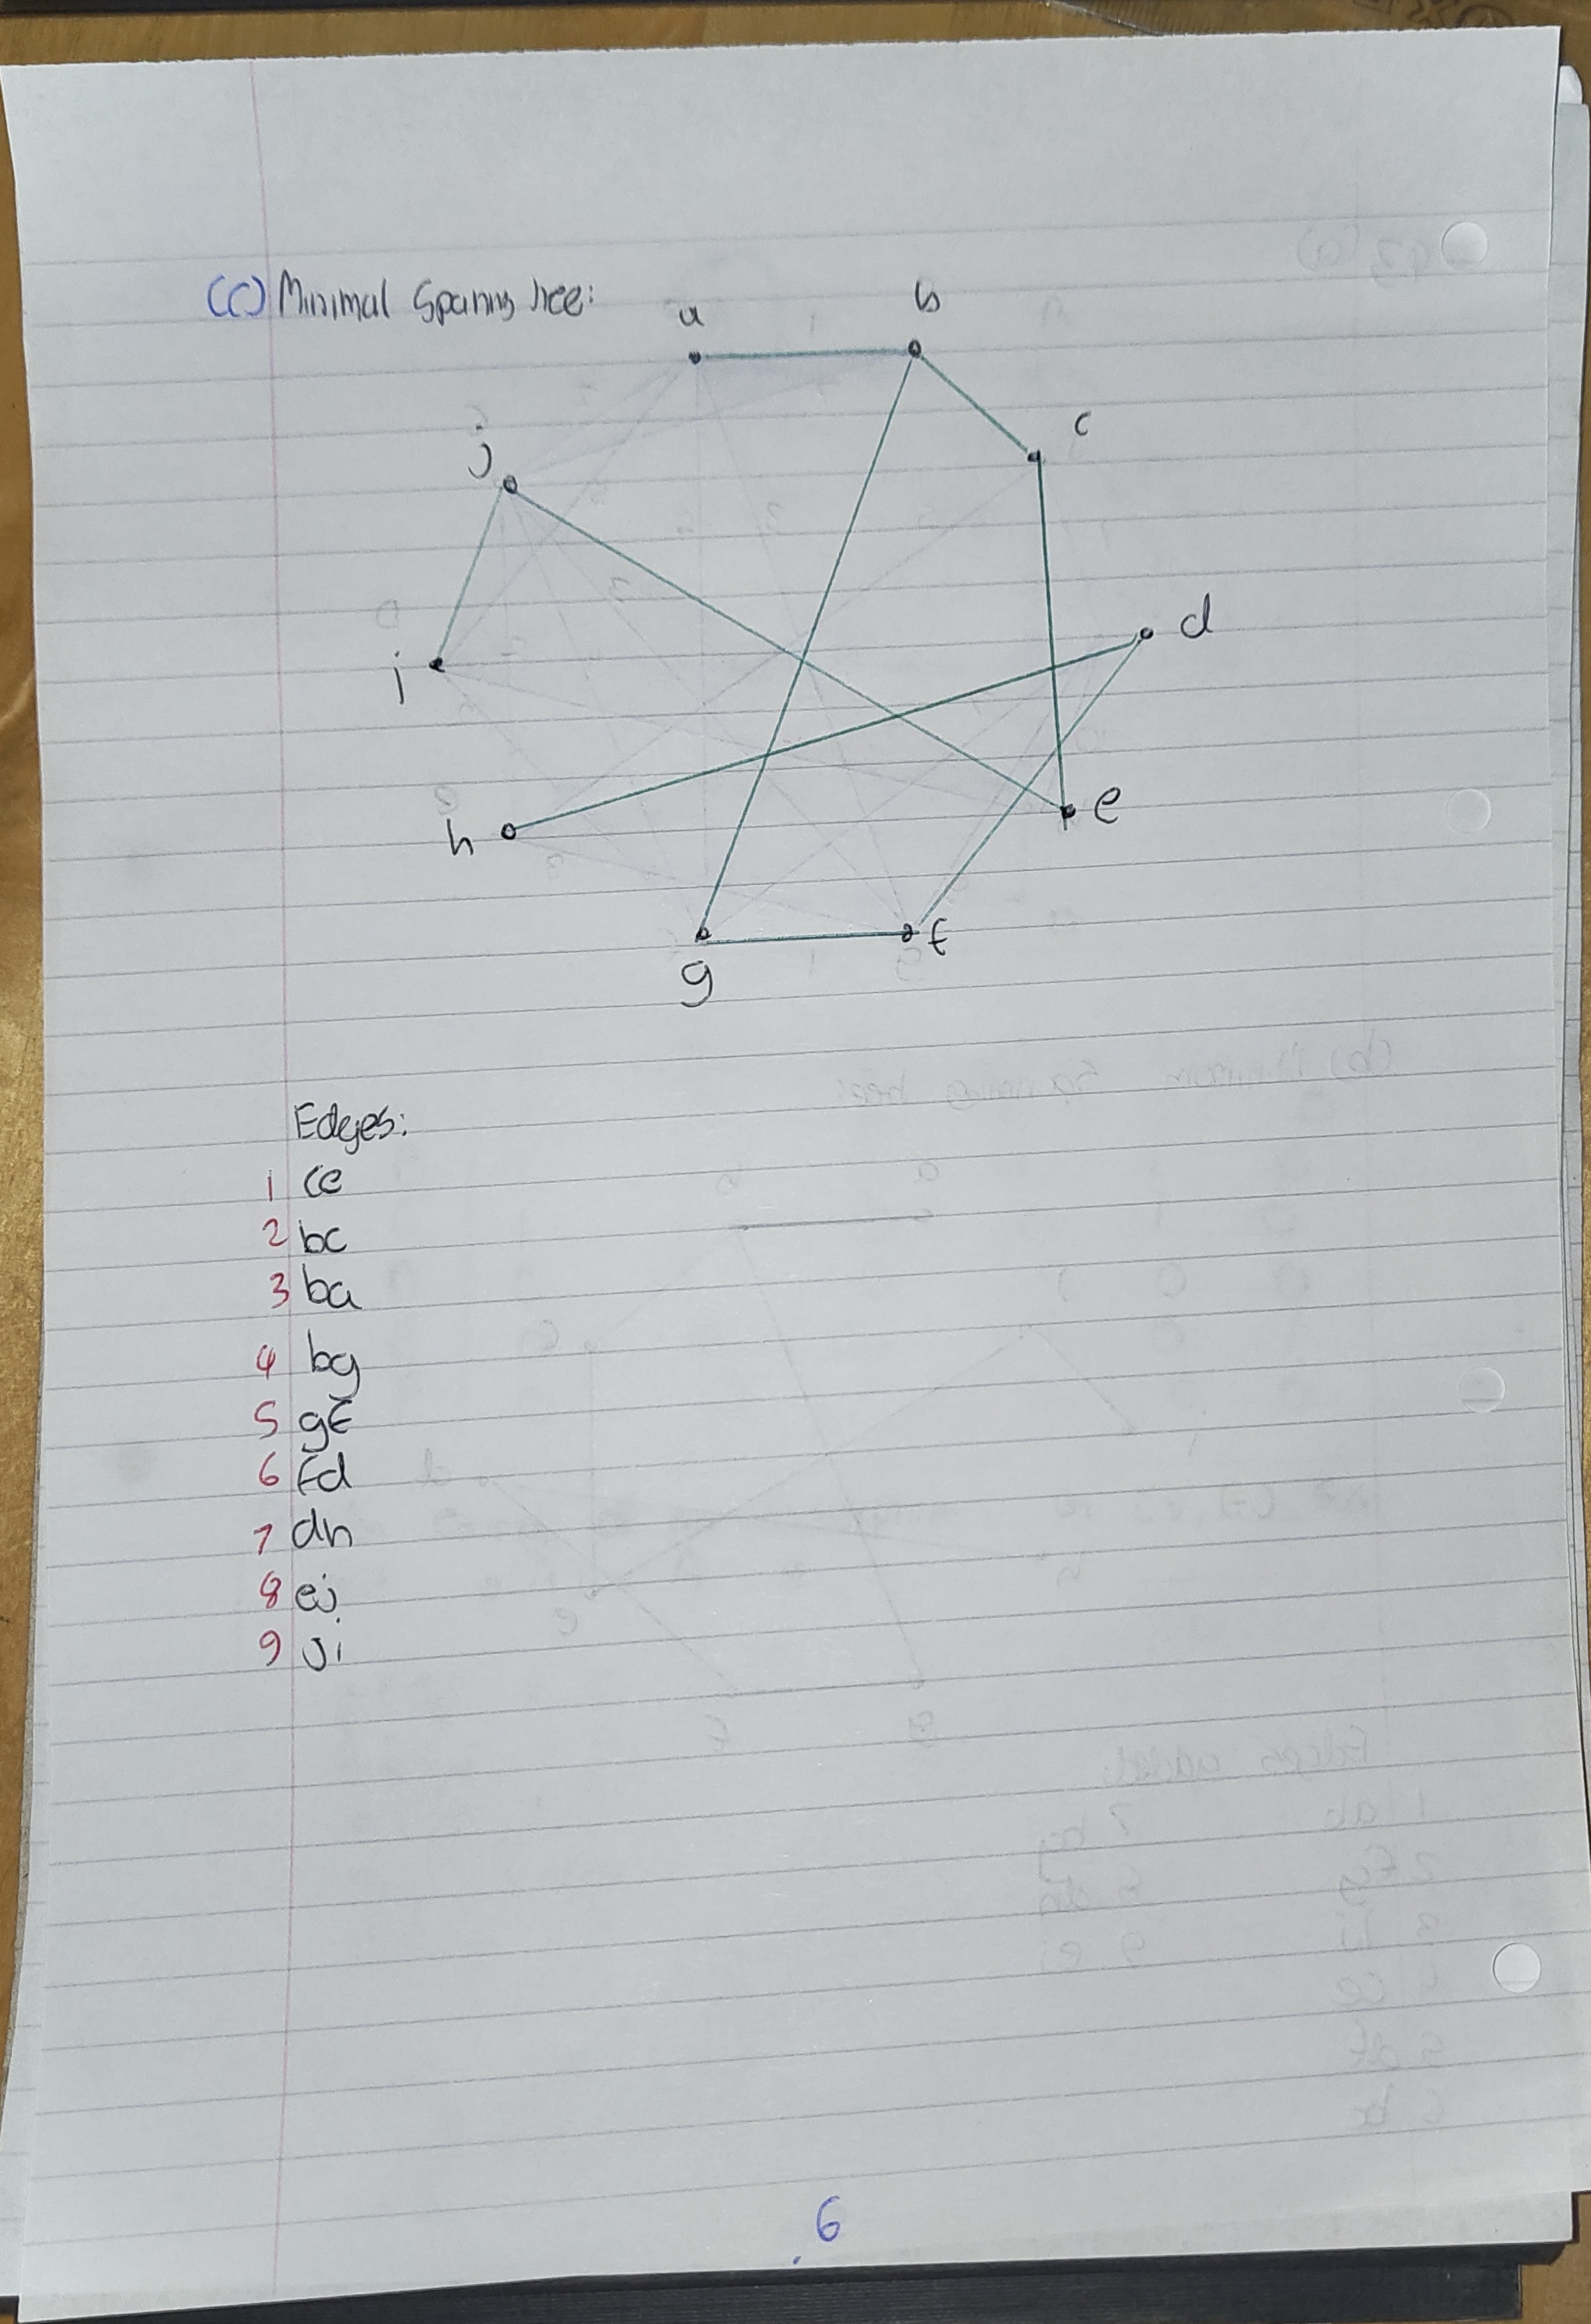 (c) Minimal Spannig tree:
a b
c
j
d
i
e
h
f
g
Edges:
1 ce
2 bc
3 ba
4 bg
5 gf
6 fd
7 dh
8 ej
9 ji
6